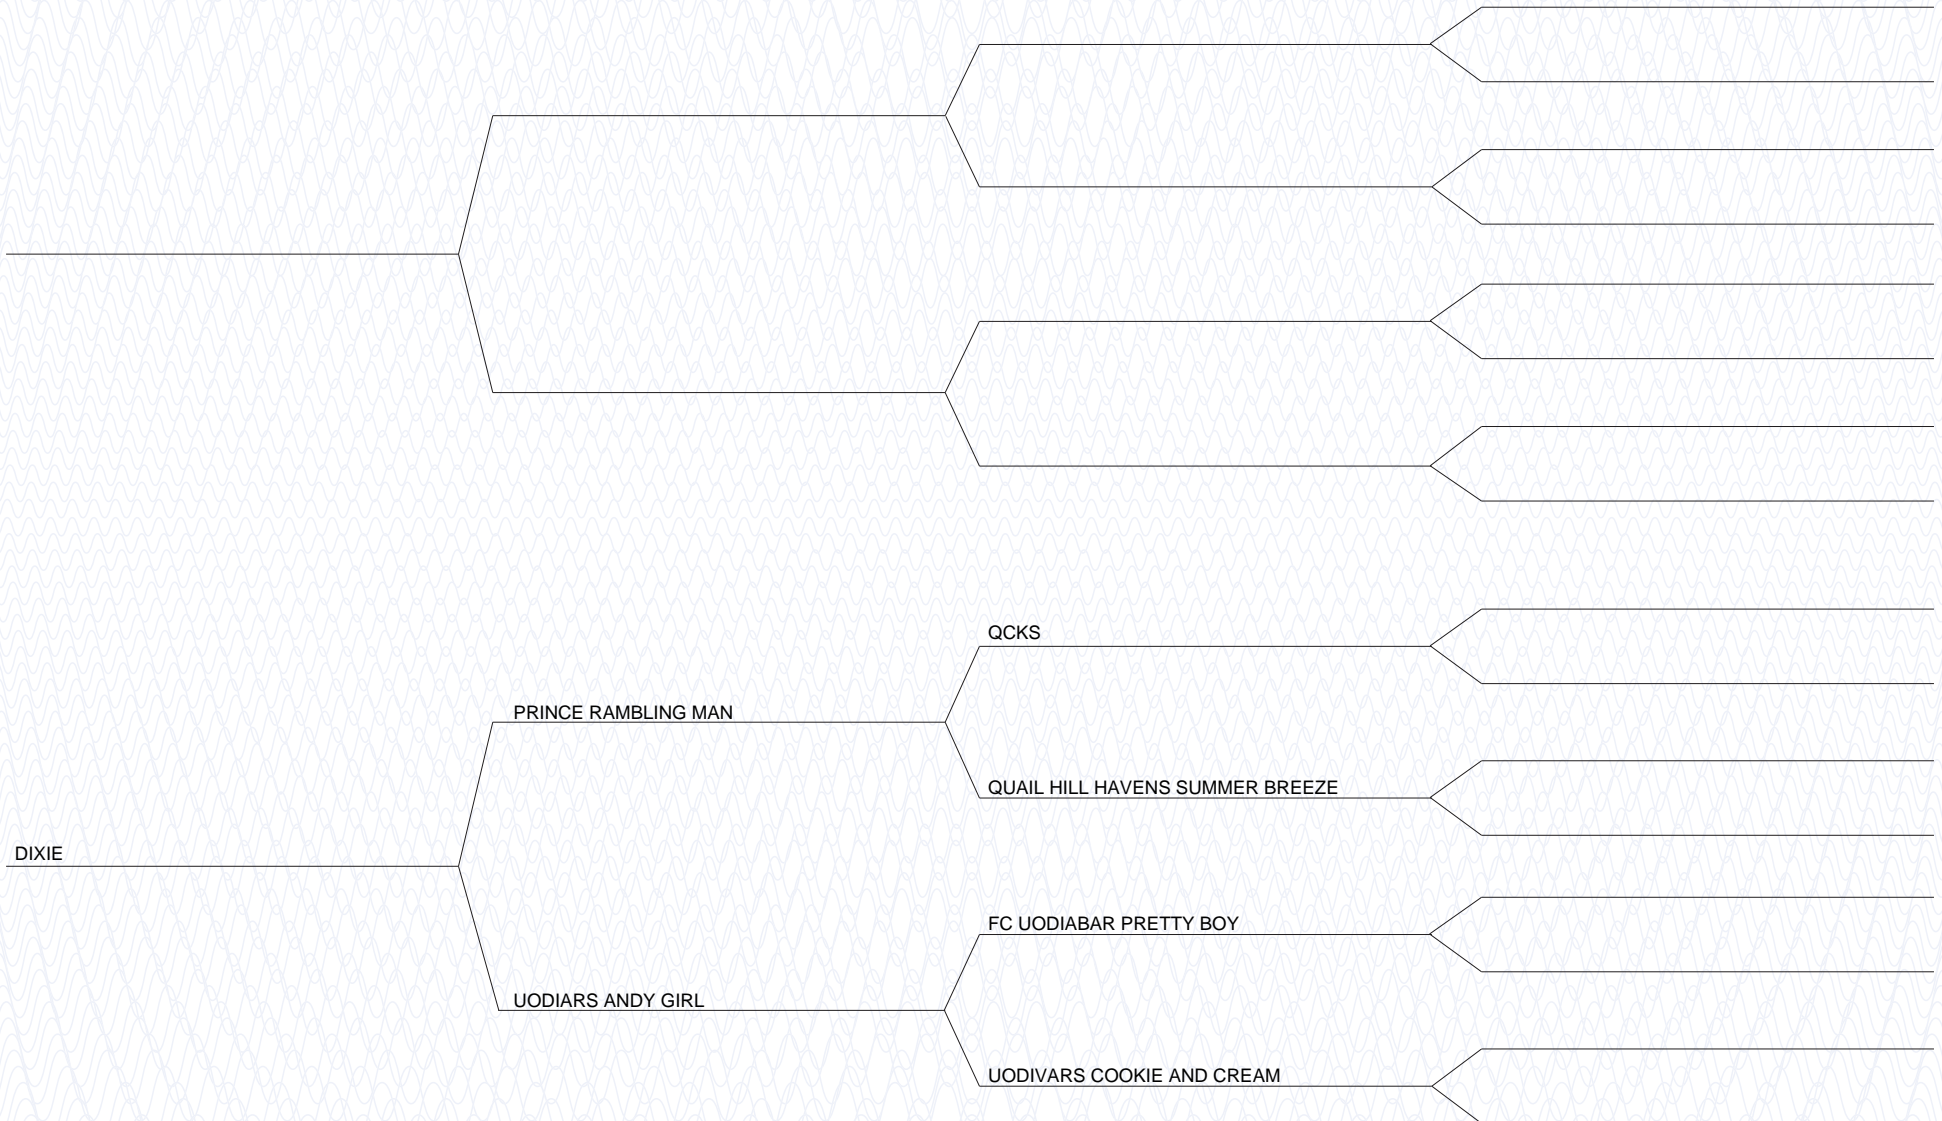 QCKS
PRINCE RAMBLING MAN
QUAIL HILL HAVENS SUMMER BREEZE
DIXIE
FC UODIABAR PRETTY BOY
UODIARS ANDY GIRL
UODIVARS COOKIE AND CREAM